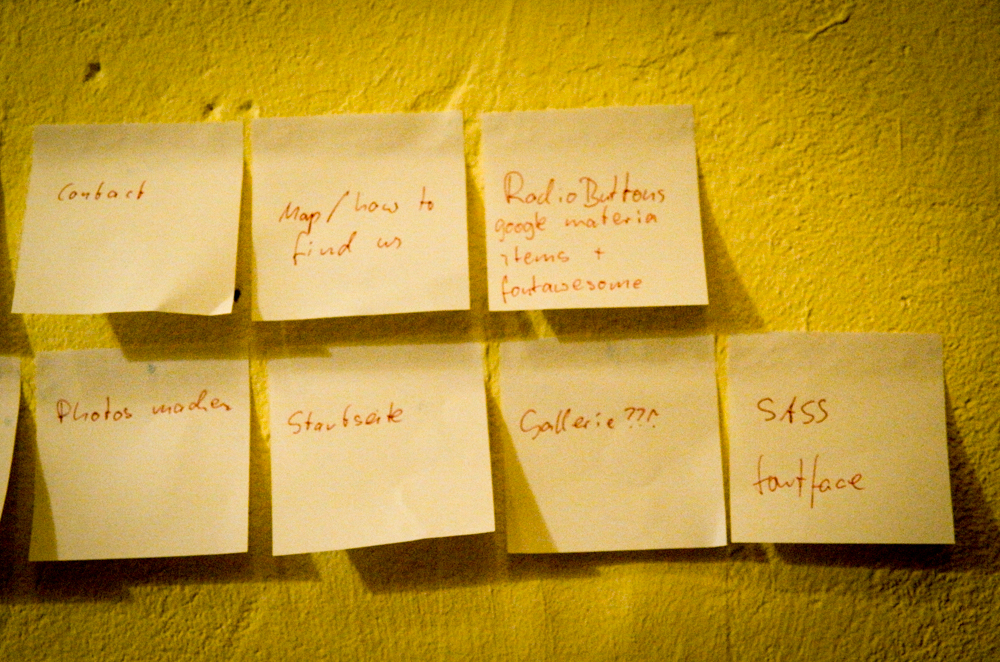 Contact
Map / how to
find us
RadioButtons
google materia
items +
fontawesome
Photos machen
Startseite
Gallerie ???
SASS
fontface